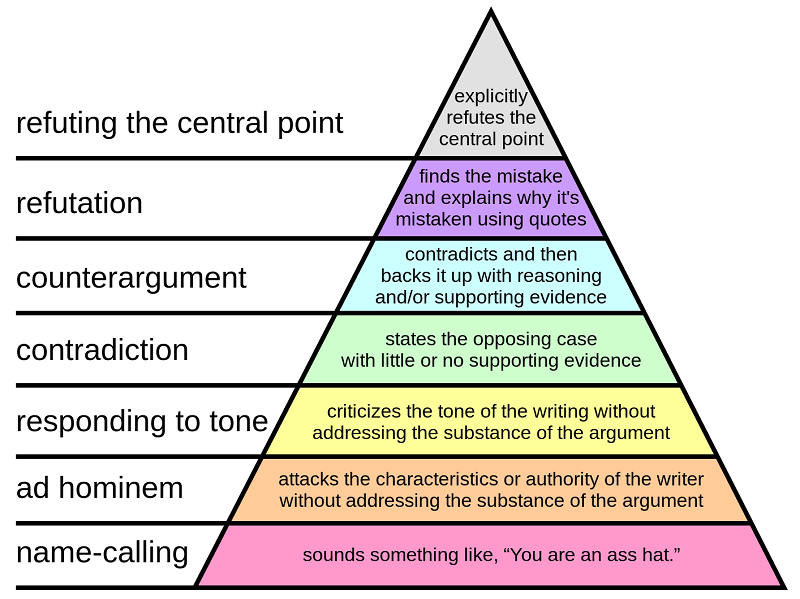 refuting the central point
explicitly
refutes the
central point
refutation
finds the mistake
and explains why it's
mistaken using quotes
counterargument
contradicts and then
backs it up with reasoning
and/or supporting evidence
contradiction
states the opposing case
with little or no supporting evidence
responding to tone
criticizes the tone of the writing without
addressing the substance of the argument
ad hominem
attacks the characteristics or authority of the writer
without addressing the substance of the argument
name-calling
sounds something like, “You are an ass hat.”